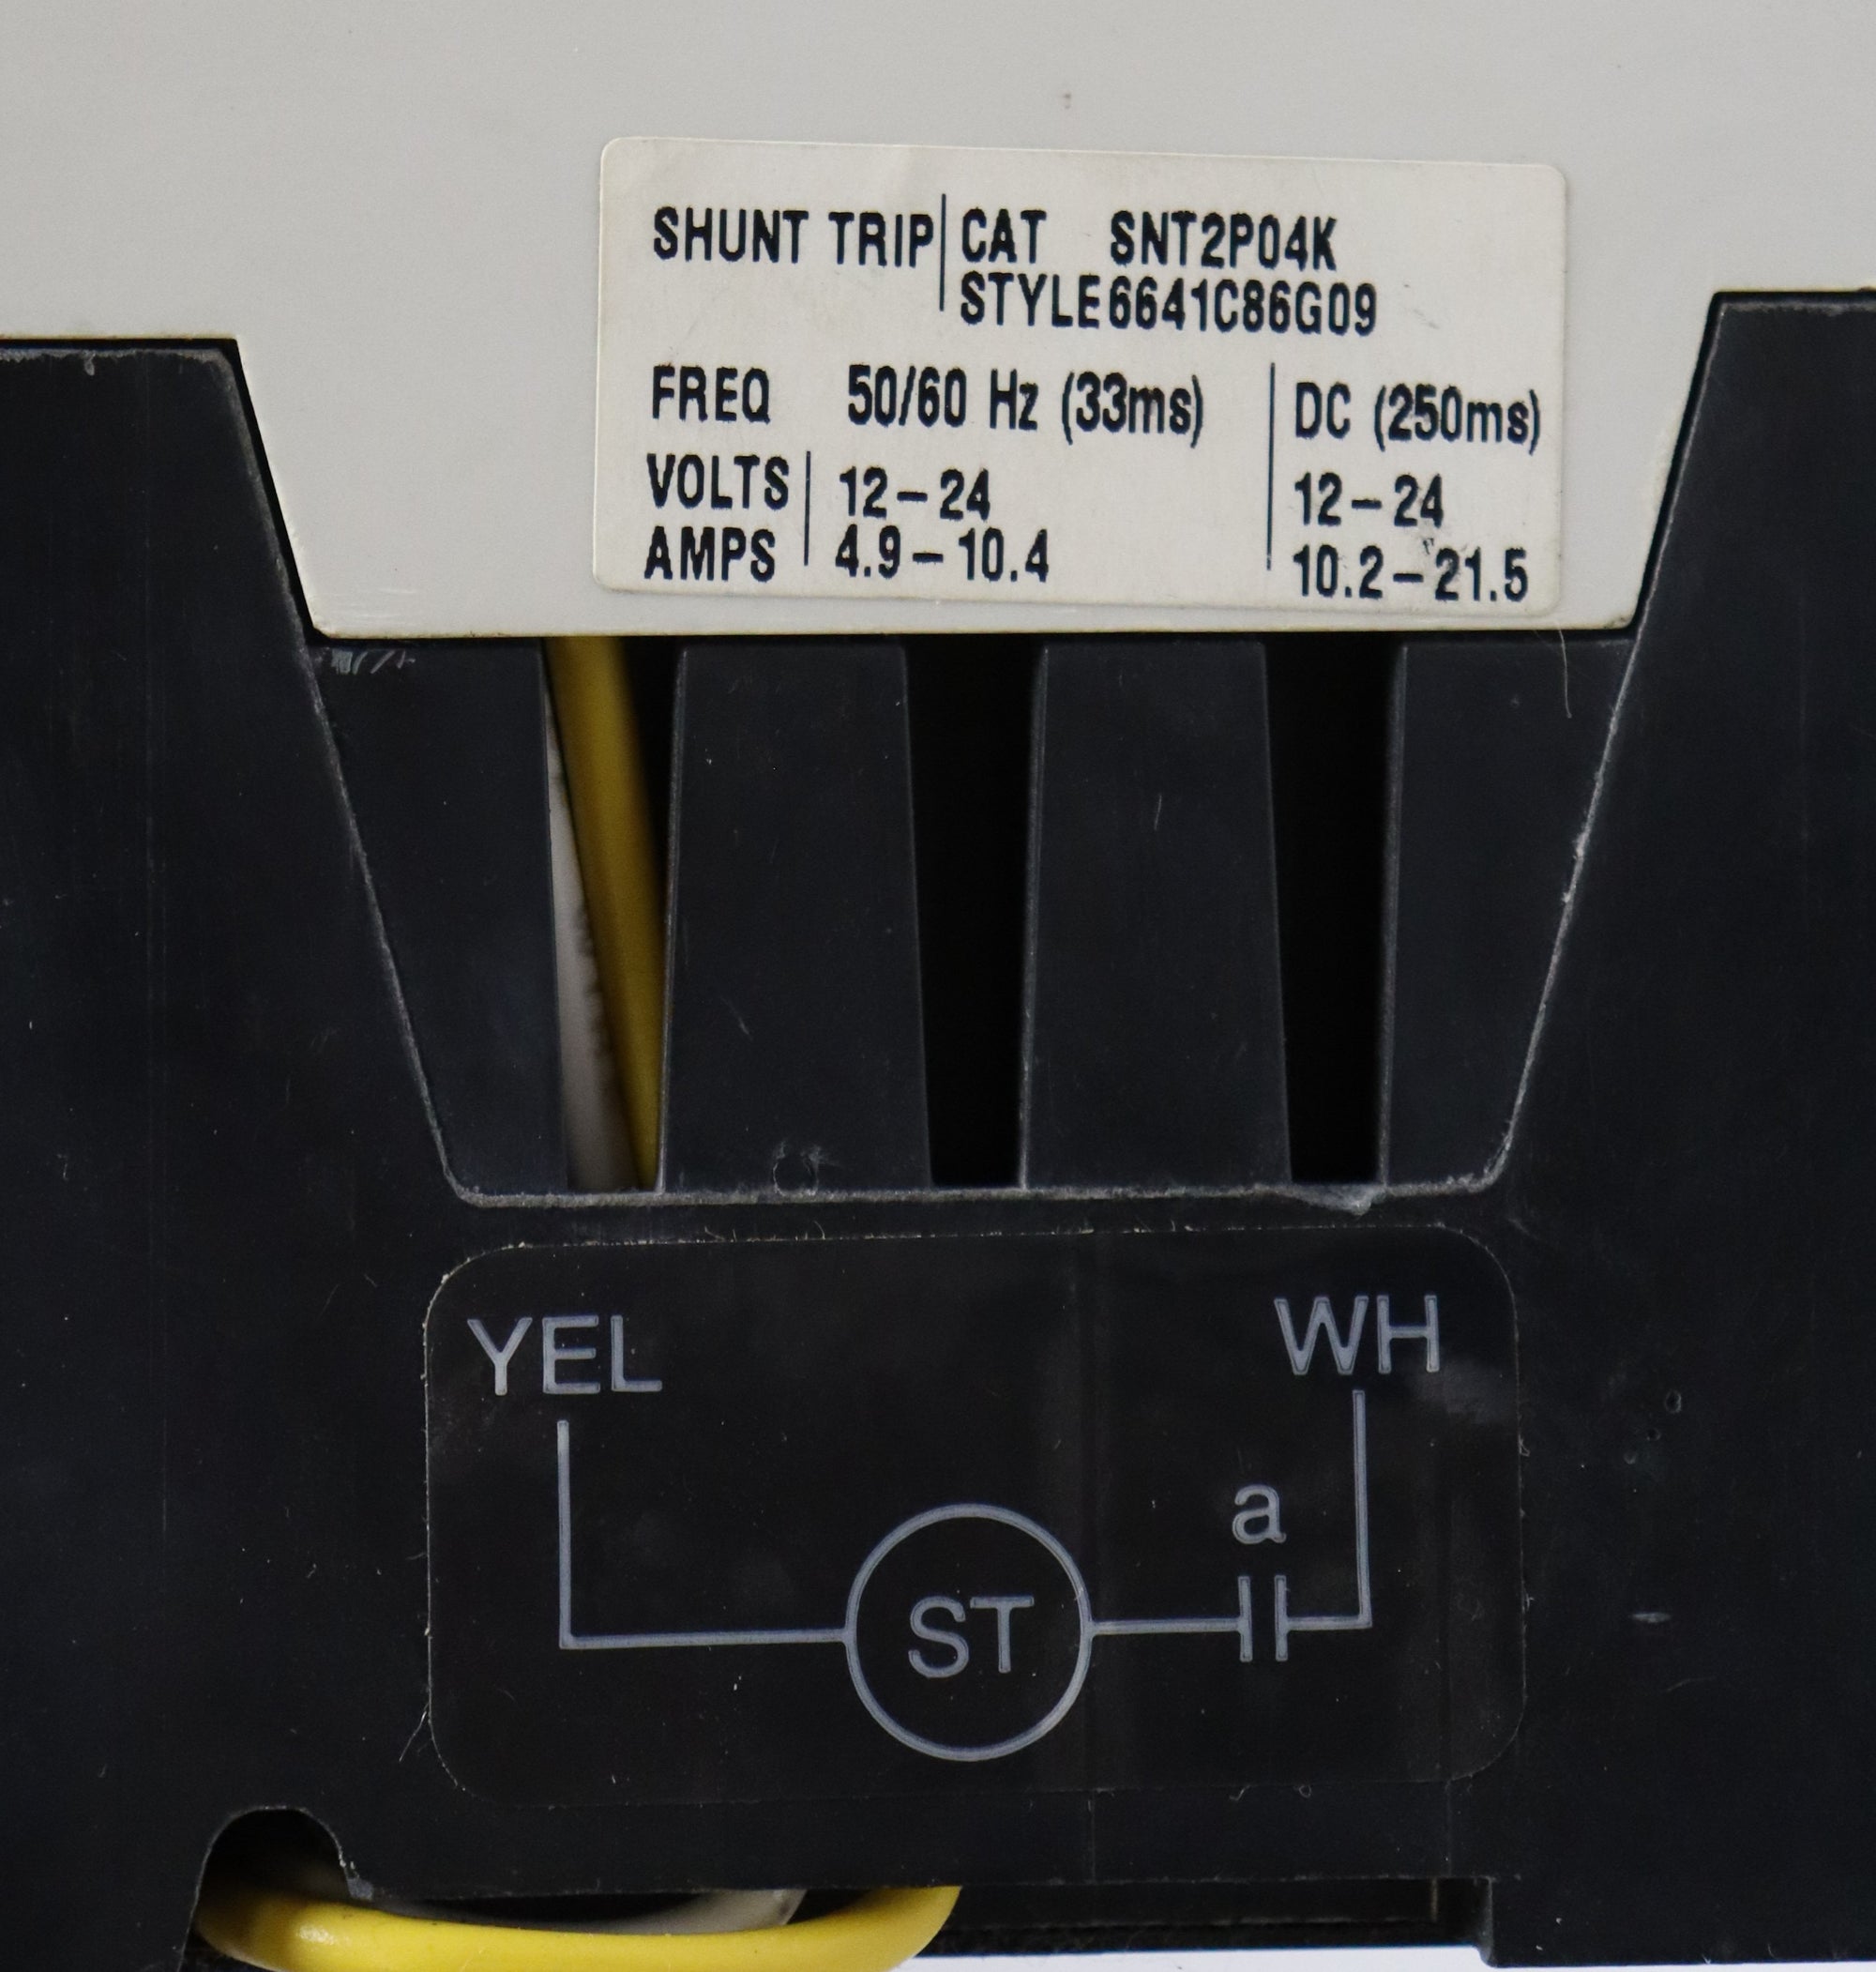 SHUNT TRIP CAT SNT2P04K
STYLE 6641C86G09
FREQ 50/60 Hz (33ms) DC (250ms)
VOLTS 12–24 12–24
AMPS 4.9–10.4 10.2–21.5
YEL WH
a
ST